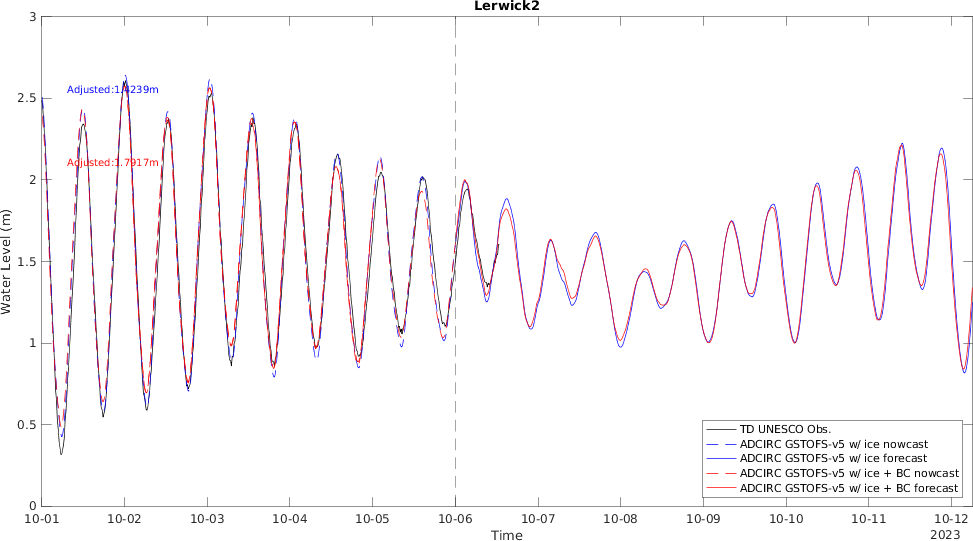 Lerwick2
3
2.5
2
1.5
1
0.5
0
Water Level (m)
Adjusted:1.4239m
Adjusted:1.7917m
TD UNESCO Obs.
ADCIRC GSTOFS-v5 w/ ice nowcast
ADCIRC GSTOFS-v5 w/ ice forecast
ADCIRC GSTOFS-v5 w/ ice + BC nowcast
ADCIRC GSTOFS-v5 w/ ice + BC forecast
10-01 10-02 10-03 10-04 10-05 10-06 10-07 10-08 10-09 10-10 10-11 10-12
Time
2023